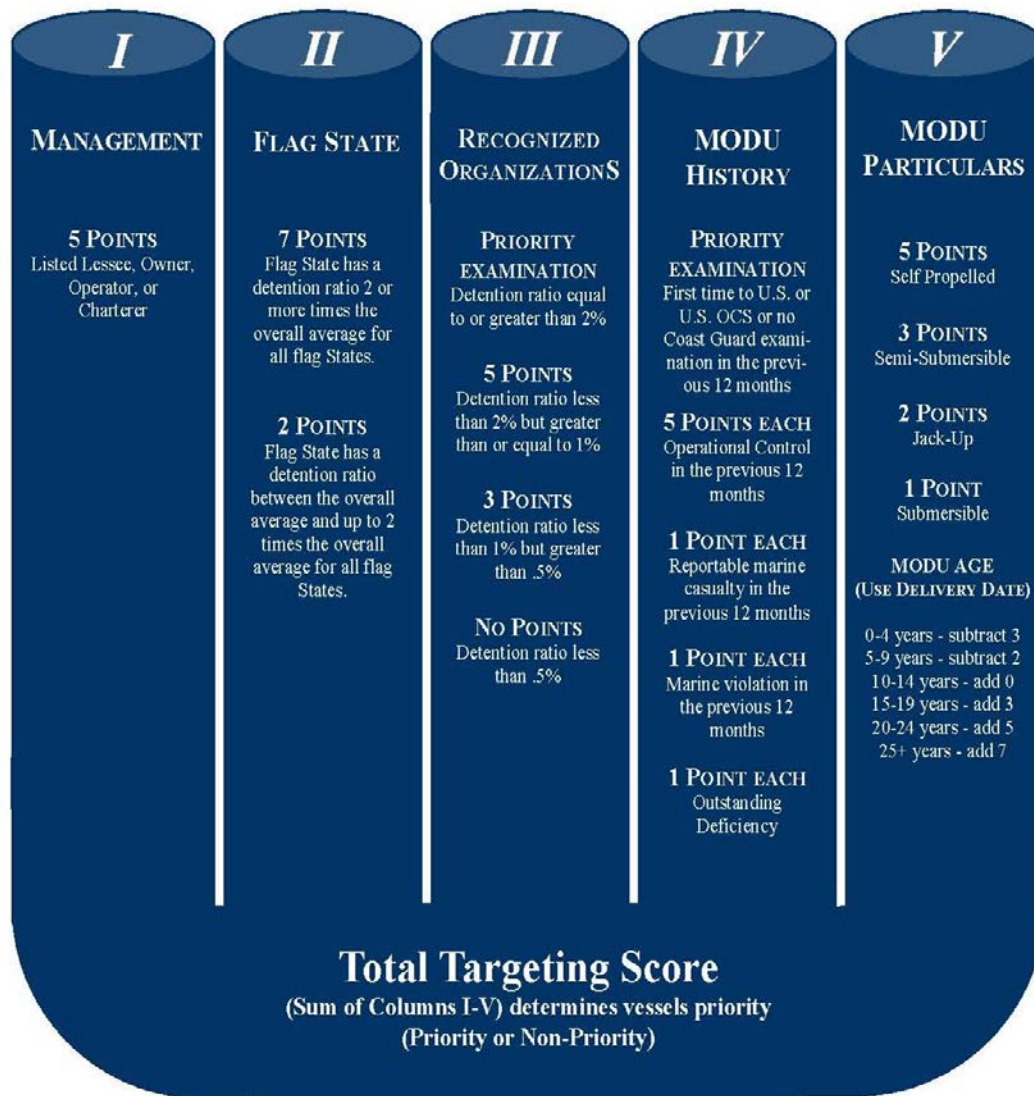 I
MANAGEMENT
5 POINTS
Listed Lessee, Owner,
Operator, or
Charterer
II
FLAG STATE
7 POINTS
Flag State has a
detention ratio 2 or
more times the
overall average for
all flag States.
2 POINTS
Flag State has a
detention ratio
between the overall
average and up to 2
times the overall
average for all flag
States.
III
RECOGNIZED
ORGANIZATIONS
PRIORITY
EXAMINATION
Detention ratio equal
to or greater than 2%
5 POINTS
Detention ratio less
than 2% but greater
than or equal to 1%
3 POINTS
Detention ratio less
than 1% but greater
than .5%
NO POINTS
Detention ratio less
than .5%
IV
MODU
HISTORY
PRIORITY
EXAMINATION
First time to U.S. or
U.S. OCS or no
Coast Guard exami-
nation in the previ-
ous 12 months
5 POINTS EACH
Operational Control
in the previous 12
months
1 POINT EACH
Reportable marine
casualty in the
previous 12 months
1 POINT EACH
Marine violation in
the previous 12
months
1 POINT EACH
Outstanding
Deficiency
V
MODU
PARTICULARS
5 POINTS
Self Propelled
3 POINTS
Semi-Submersible
2 POINTS
Jack-Up
1 POINT
Submersible
MODU AGE
(USE DELIVERY DATE)
0-4 years - subtract 3
5-9 years - subtract 2
10-14 years - add 0
15-19 years - add 3
20-24 years - add 5
25+ years - add 7
Total Targeting Score
(Sum of Columns I-V) determines vessels priority
(Priority or Non-Priority)